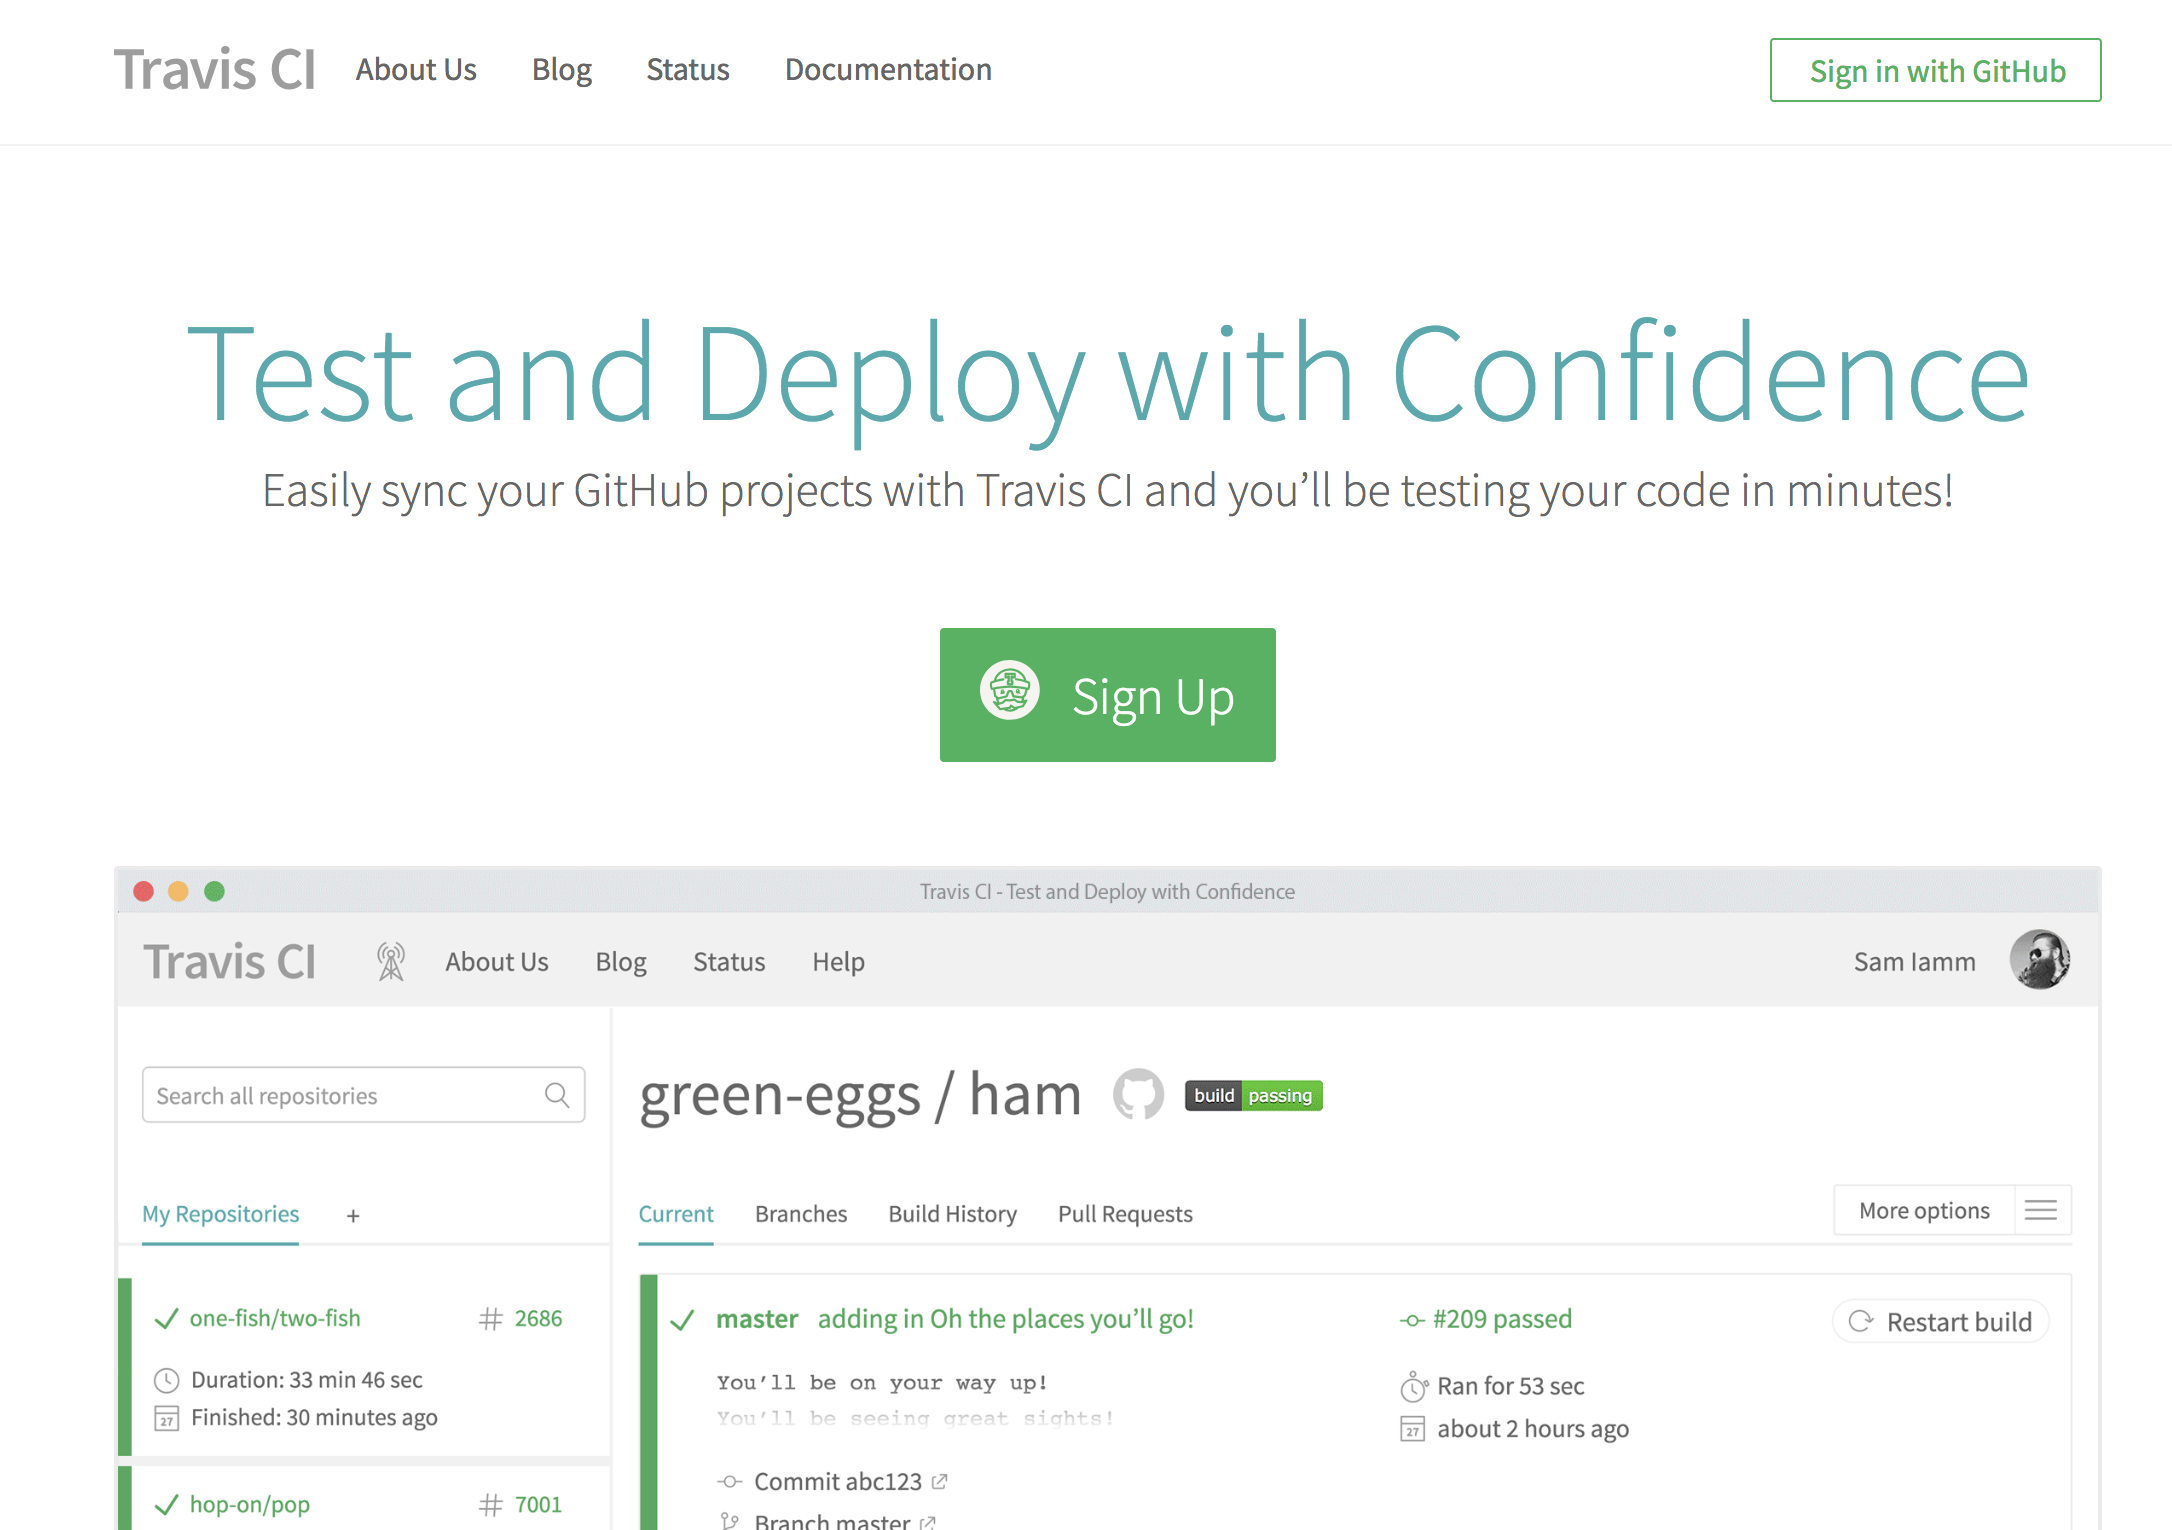 Travis CI About Us Blog Status Documentation Sign in with GitHub
Test and Deploy with Confidence
Easily sync your GitHub projects with Travis CI and you’ll be testing your code in minutes!
Sign Up
Travis CI - Test and Deploy with Confidence
Travis CI About Us Blog Status Help Sam Iamm
Search all repositories
green-eggs / ham build passing
My Repositories +
Current Branches Build History Pull Requests More options
one-fish/two-fish # 2686
Duration: 33 min 46 sec
Finished: 30 minutes ago
hop-on/pop # 7001
master adding in Oh the places you’ll go! #209 passed Restart build
You’ll be on your way up! Ran for 53 sec
You’ll be seeing great sights! about 2 hours ago
Commit abc123
Branch master